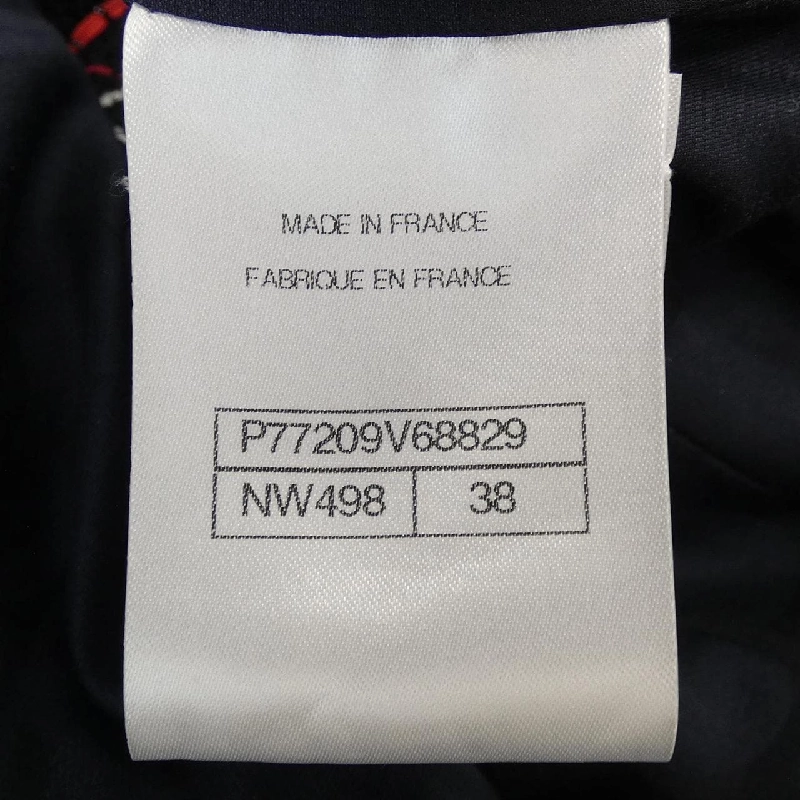 MADE IN FRANCE
FABRIQUE EN FRANCE
P77209V68829
NW498 38